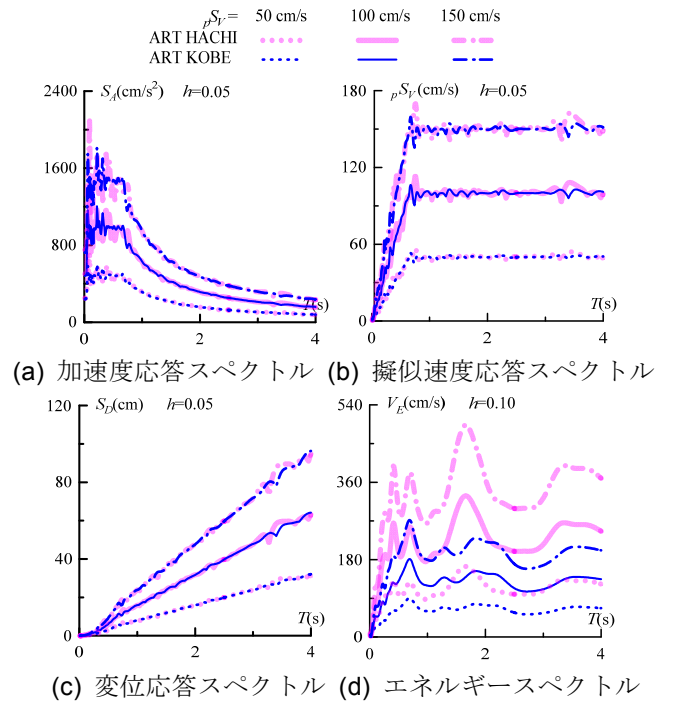 pSV= 50 cm/s 100 cm/s 150 cm/s
ART HACHI
ART KOBE
SA(cm/s²) h=0.05
2400
1600
800
0
0 2 4
T(s)
(a) 加速度応答スペクトル
pSV(cm/s) h=0.05
180
120
60
0
0 2 4
T(s)
(b) 擬似速度応答スペクトル
SD(cm) h=0.05
120
80
40
0
0 2 4
T(s)
(c) 変位応答スペクトル
VE(cm/s) h=0.10
540
360
180
0
0 2 4
T(s)
(d) エネルギースペクトル